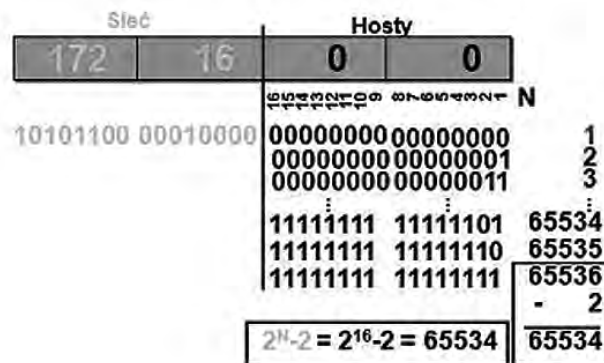 Sieć Hosty
172 16 0 0
16 15 14 13 12 11 10 9 8 7 6 5 4 3 2 1 N
10101100 00010000 00000000 00000000 1
00000000 00000001 2
00000000 00000011 3
⋮ ⋮ ⋮
11111111 11111101 65534
11111111 11111110 65535
11111111 11111111 65536
- 2
2ᴺ-2 = 2¹⁶-2 = 65534 65534